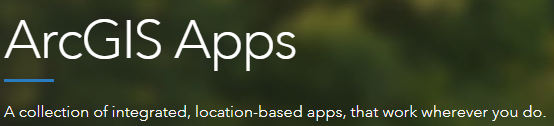 ArcGIS Apps
A collection of integrated, location-based apps, that work wherever you do.